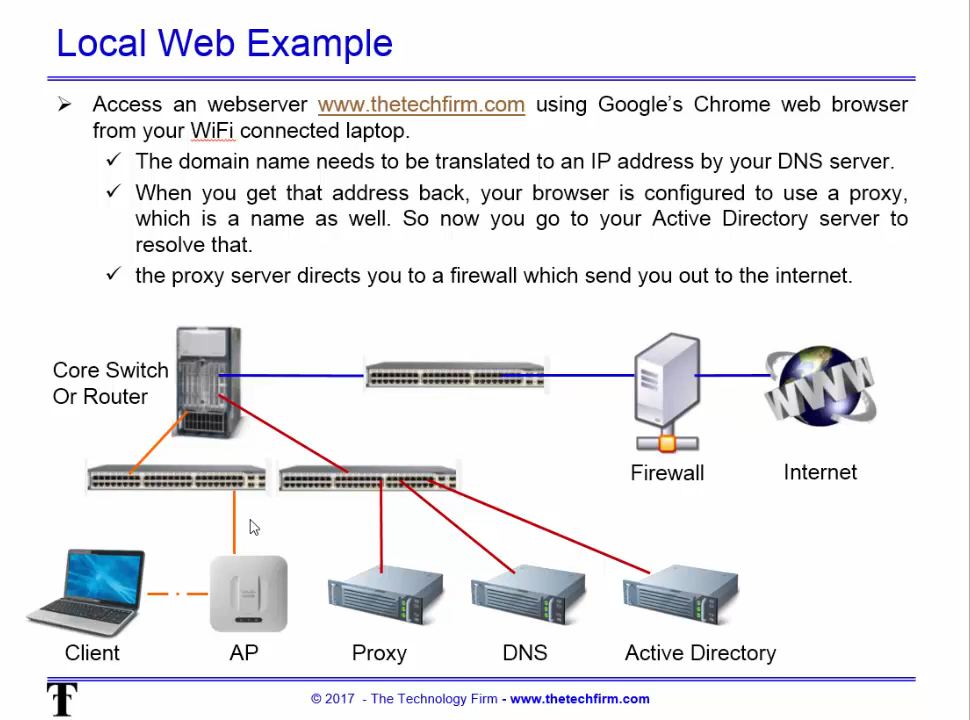 Local Web Example
➢ Access an webserver www.thetechfirm.com using Google's Chrome web browser
from your WiFi connected laptop.
✓ The domain name needs to be translated to an IP address by your DNS server.
✓ When you get that address back, your browser is configured to use a proxy,
which is a name as well. So now you go to your Active Directory server to
resolve that.
✓ the proxy server directs you to a firewall which send you out to the internet.
Core Switch
Or Router
WWW
Firewall
Internet
Client
AP
Proxy
DNS
Active Directory
T
© 2017 - The Technology Firm - www.thetechfirm.com